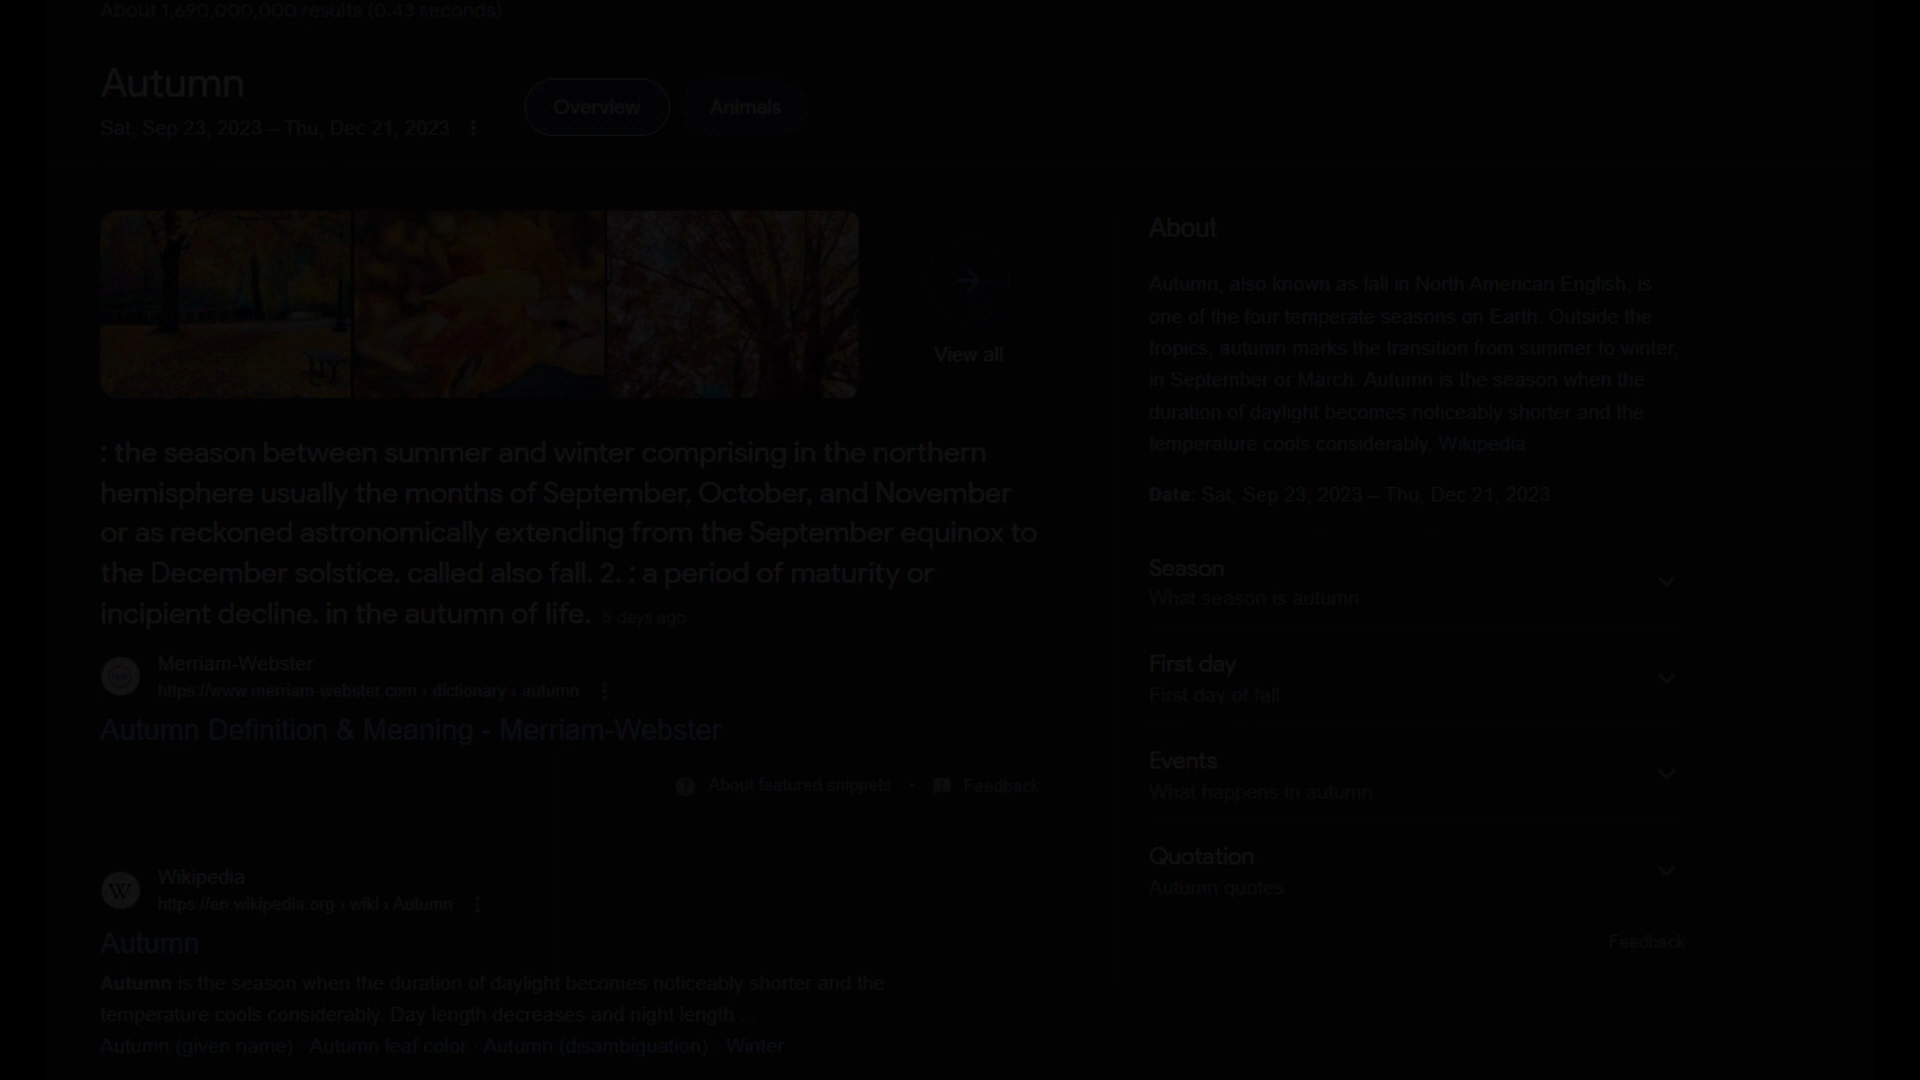 About 1,690,000,000 results (0.43 seconds)
Autumn
Sat, Sep 23, 2023 – Thu, Dec 21, 2023
Overview
Animals
View all
: the season between summer and winter comprising in the northern
hemisphere usually the months of September, October, and November
or as reckoned astronomically extending from the September equinox to
the December solstice. called also fall. 2. : a period of maturity or
incipient decline. in the autumn of life. 5 days ago
Merriam-Webster
https://www.merriam-webster.com › dictionary › autumn
Autumn Definition & Meaning - Merriam-Webster
About featured snippets • Feedback
Wikipedia
https://en.wikipedia.org › wiki › Autumn
Autumn
Autumn is the season when the duration of daylight becomes noticeably shorter and the
temperature cools considerably. Day length decreases and night length ...
Autumn (given name) · Autumn leaf color · Autumn (disambiguation) · Winter
About
Autumn, also known as fall in North American English, is
one of the four temperate seasons on Earth. Outside the
tropics, autumn marks the transition from summer to winter,
in September or March. Autumn is the season when the
duration of daylight becomes noticeably shorter and the
temperature cools considerably. Wikipedia
Date: Sat, Sep 23, 2023 – Thu, Dec 21, 2023
Season
What season is autumn
First day
First day of fall
Events
What happens in autumn
Quotation
Autumn quotes
Feedback